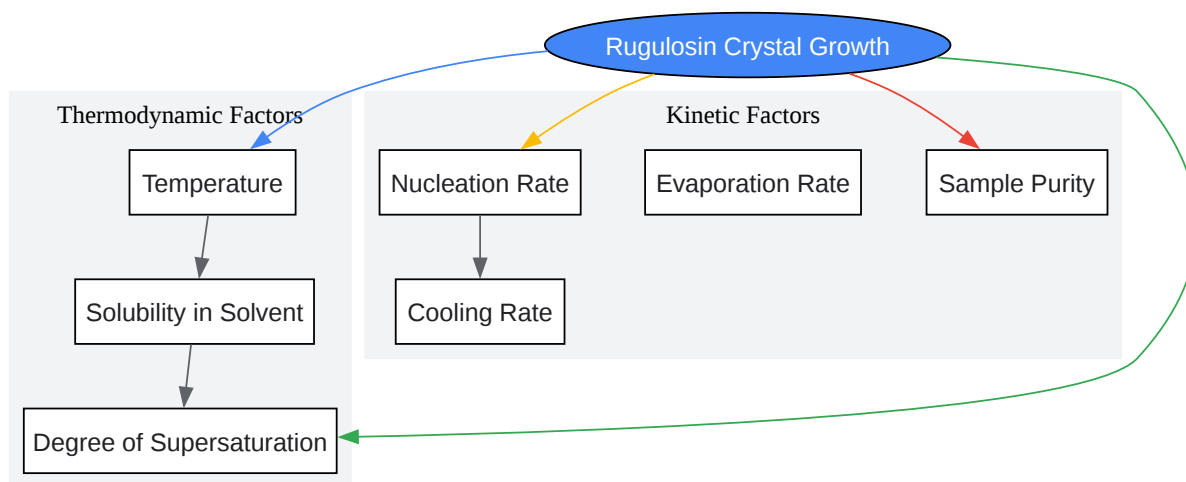 Rugulosin Crystal Growth
Thermodynamic Factors
Kinetic Factors
Temperature
Nucleation Rate
Evaporation Rate
Sample Purity
Solubility in Solvent
Cooling Rate
Degree of Supersaturation